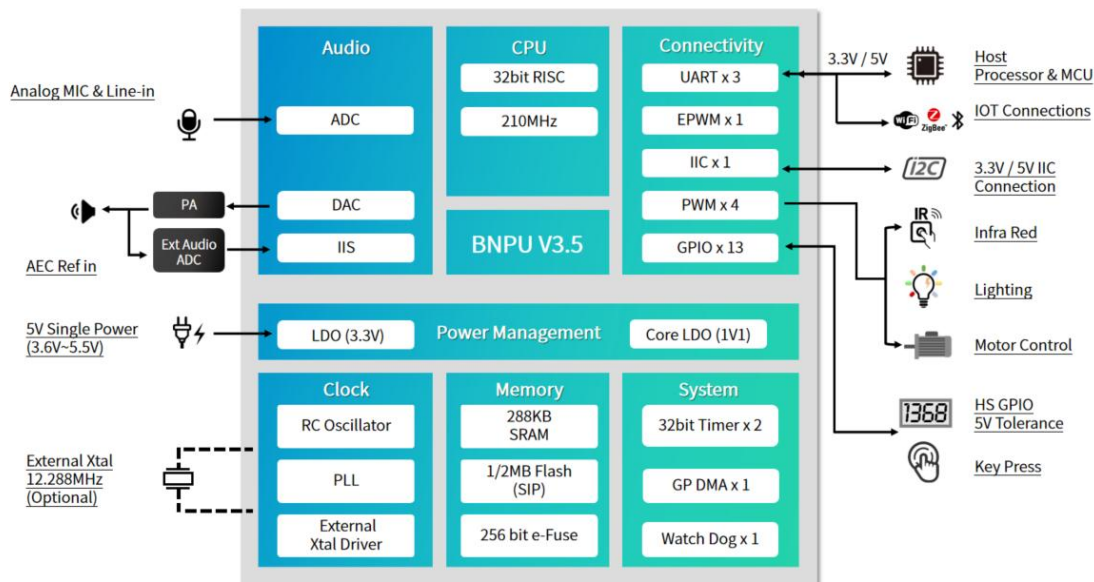 Analog MIC & Line-in
PA
Ext Audio
ADC
AEC Ref in
5V Single Power
(3.6V~5.5V)
External Xtal
12.288MHz
(Optional)
Audio
ADC
DAC
IIS
CPU
32bit RISC
210MHz
BNPU V3.5
Connectivity
UART x 3
EPWM x 1
IIC x 1
PWM x 4
GPIO x 13
LDO (3.3V)
Power Management
Core LDO (1V1)
Clock
RC Oscillator
PLL
External
Xtal Driver
Memory
288KB
SRAM
1/2MB Flash
(SIP)
256 bit e-Fuse
System
32bit Timer x 2
GP DMA x 1
Watch Dog x 1
3.3V / 5V
Host
Processor & MCU
WiFi
ZigBee
IOT Connections
I2C
3.3V / 5V IIC
Connection
IR
Infra Red
Lighting
Motor Control
1368
HS GPIO
5V Tolerance
Key Press